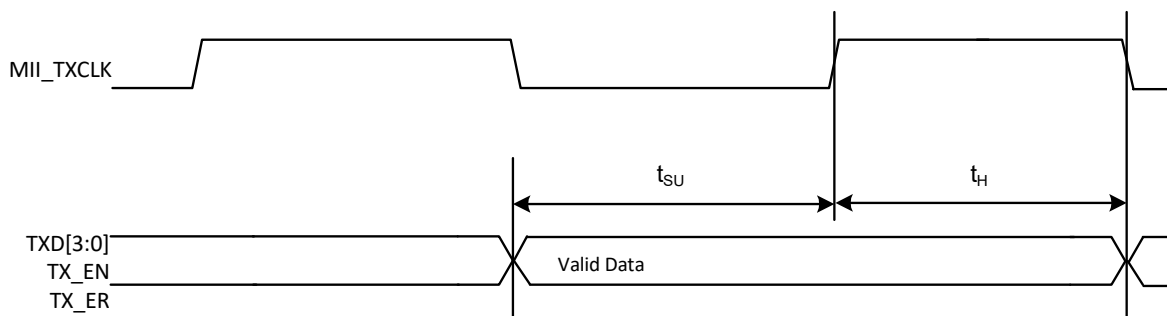 MII_TXCLK
tSU
tH
TXD[3:0]
Valid Data
TX_EN
TX_ER